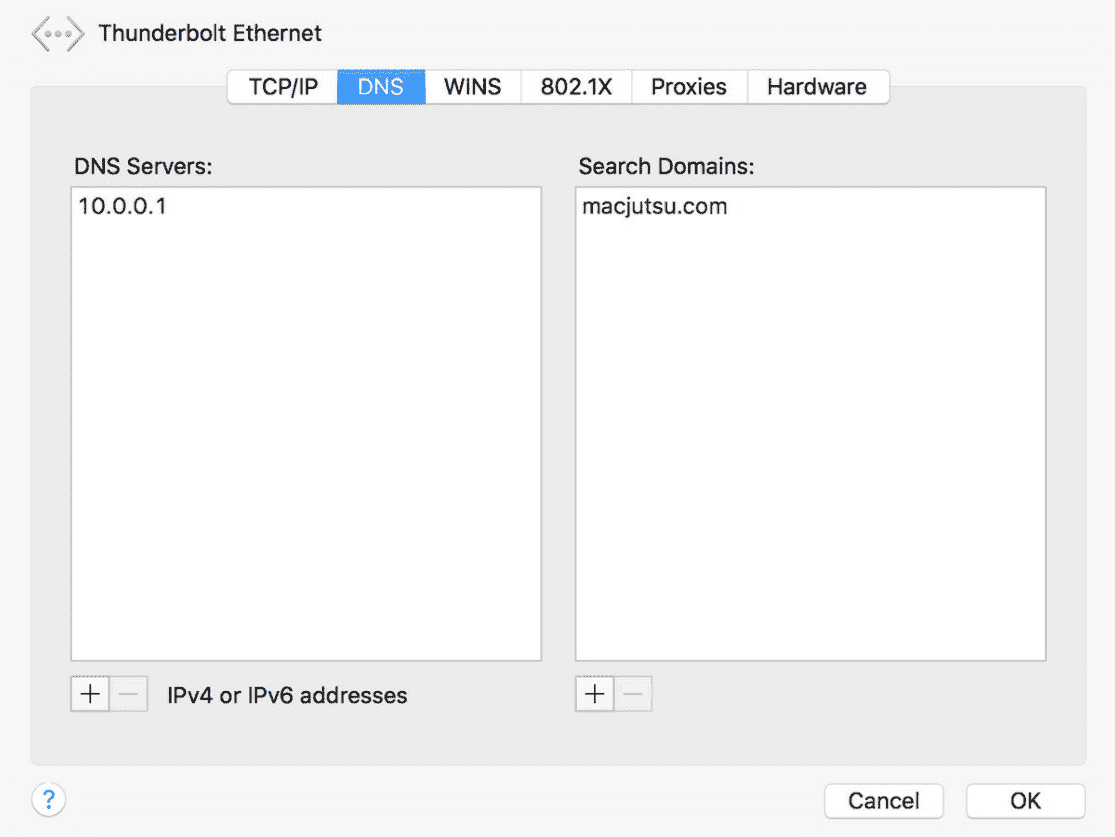 Thunderbolt Ethernet
TCP/IP DNS WINS 802.1X Proxies Hardware
DNS Servers: Search Domains:
10.0.0.1 macjutsu.com
+ − IPv4 or IPv6 addresses + −
? Cancel OK